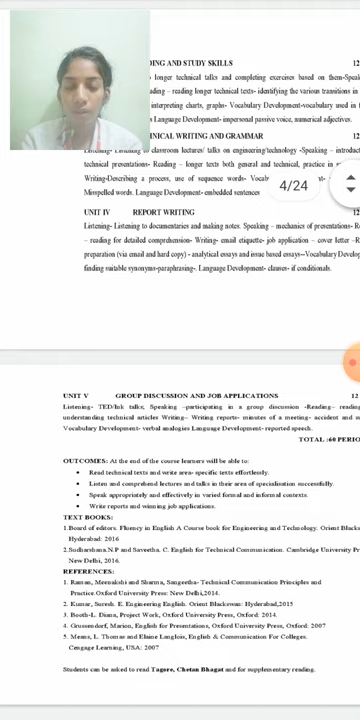 DING AND STUDY SKILLS 12
longer technical talks and completing exercises based on them-Speak
ading – reading longer technical texts- identifying the various transitions in
interpreting charts, graphs- Vocabulary Development-vocabulary used in f
Language Development- impersonal passive voice, numerical adjectives.
HNICAL WRITING AND GRAMMAR 12
Listening- Listening to classroom lectures/ talks on engineering/technology -Speaking – introduct
technical presentations- Reading – longer texts both general and technical, practice in
Writing-Describing a process, use of sequence words- Vocab
Misspelled words. Language Development- embedded sentences
4/24
UNIT IV REPORT WRITING 12
Listening- Listening to documentaries and making notes. Speaking – mechanics of presentations- Re
– reading for detailed comprehension- Writing- email etiquette- job application – cover letter –R
preparation (via email and hard copy) - analytical essays and issue based essays--Vocabulary Develop
finding suitable synonyms-paraphrasing-. Language Development- clauses- if conditionals.
UNIT V GROUP DISCUSSION AND JOB APPLICATIONS 12
Listening- TED/Ink talks; Speaking –participating in a group discussion -Reading– reading
understanding technical articles Writing– Writing reports- minutes of a meeting- accident and su
Vocabulary Development- verbal analogies Language Development- reported speech.
TOTAL :60 PERIO
OUTCOMES: At the end of the course learners will be able to:
• Read technical texts and write area- specific texts effortlessly.
• Listen and comprehend lectures and talks in their area of specialisation successfully.
• Speak appropriately and effectively in varied formal and informal contexts.
• Write reports and winning job applications.
TEXT BOOKS:
1.Board of editors. Fluency in English A Course book for Engineering and Technology. Orient Blacks
Hyderabad: 2016
2.Sudharshana.N.P and Saveetha. C. English for Technical Communication. Cambridge University Pr
New Delhi, 2016.
REFERENCES:
1. Raman, Meenakshi and Sharma, Sangeetha- Technical Communication Principles and
Practice.Oxford University Press: New Delhi,2014.
2. Kumar, Suresh. E. Engineering English. Orient Blackswan: Hyderabad,2015
3. Booth-L. Diana, Project Work, Oxford University Press, Oxford: 2014.
4. Grussendorf, Marion, English for Presentations, Oxford University Press, Oxford: 2007
5. Means, L. Thomas and Elaine Langlois, English & Communication For Colleges.
Cengage Learning, USA: 2007
Students can be asked to read Tagore, Chetan Bhagat and for supplementary reading.